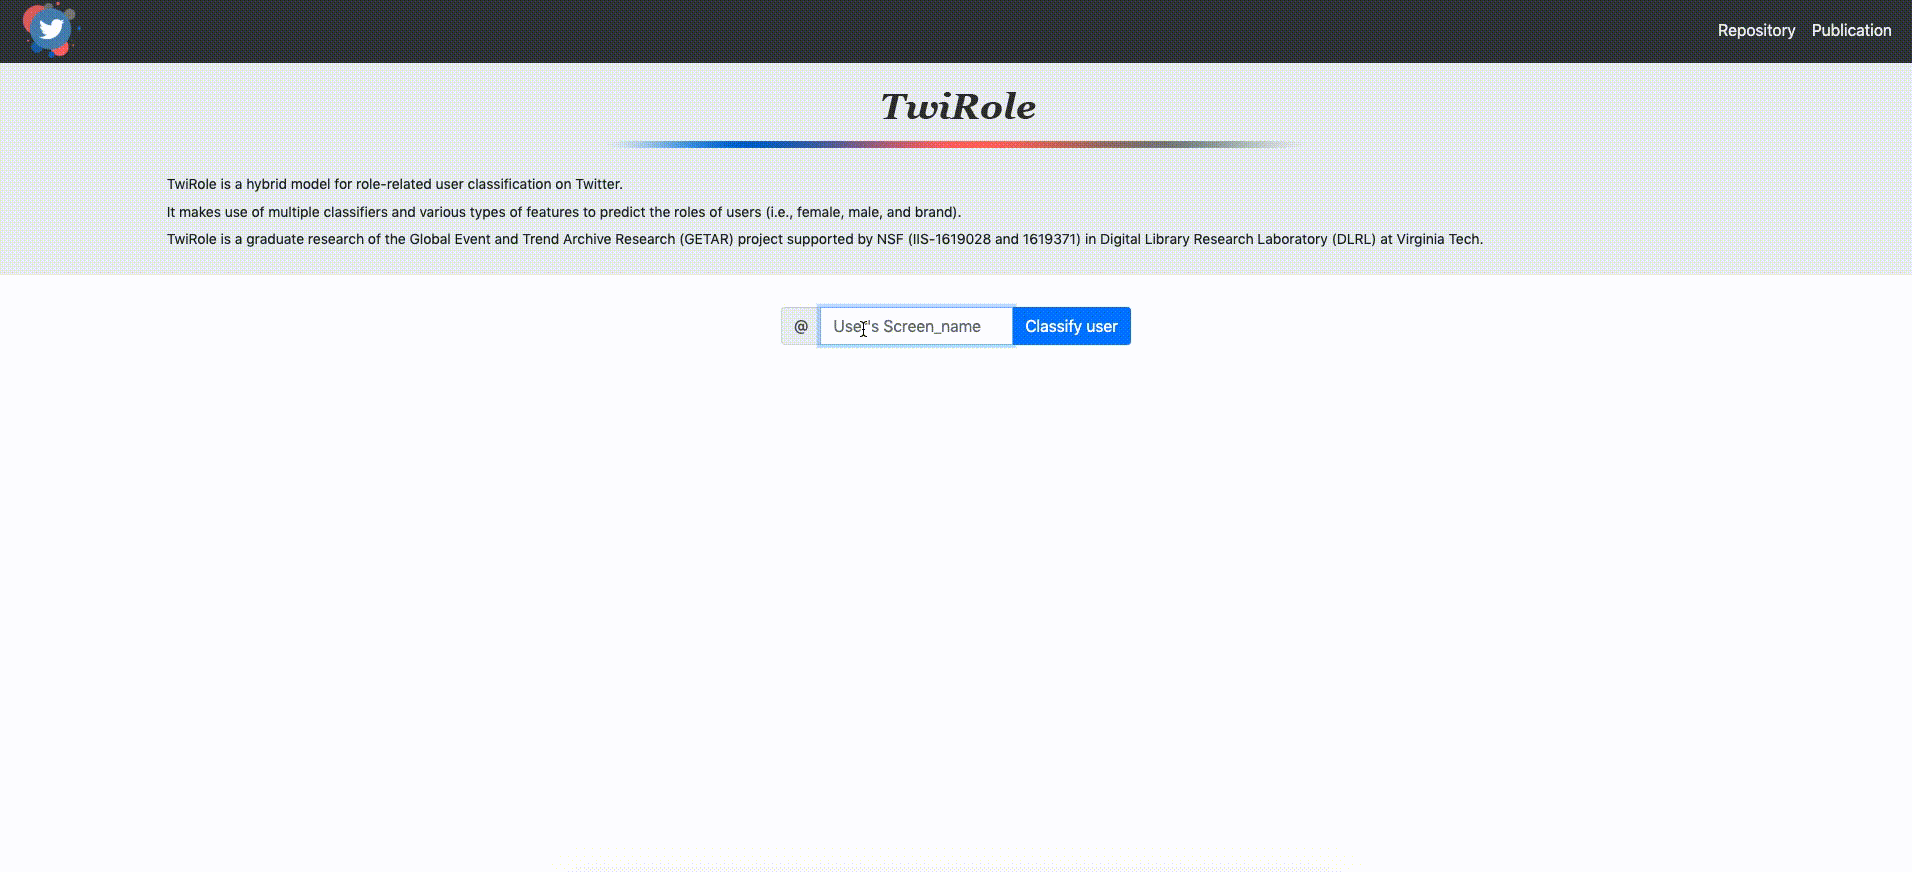 Repository Publication
TwiRole
TwiRole is a hybrid model for role-related user classification on Twitter.
It makes use of multiple classifiers and various types of features to predict the roles of users (i.e., female, male, and brand).
TwiRole is a graduate research of the Global Event and Trend Archive Research (GETAR) project supported by NSF (IIS-1619028 and 1619371) in Digital Library Research Laboratory (DLRL) at Virginia Tech.
@ User's Screen_name Classify user